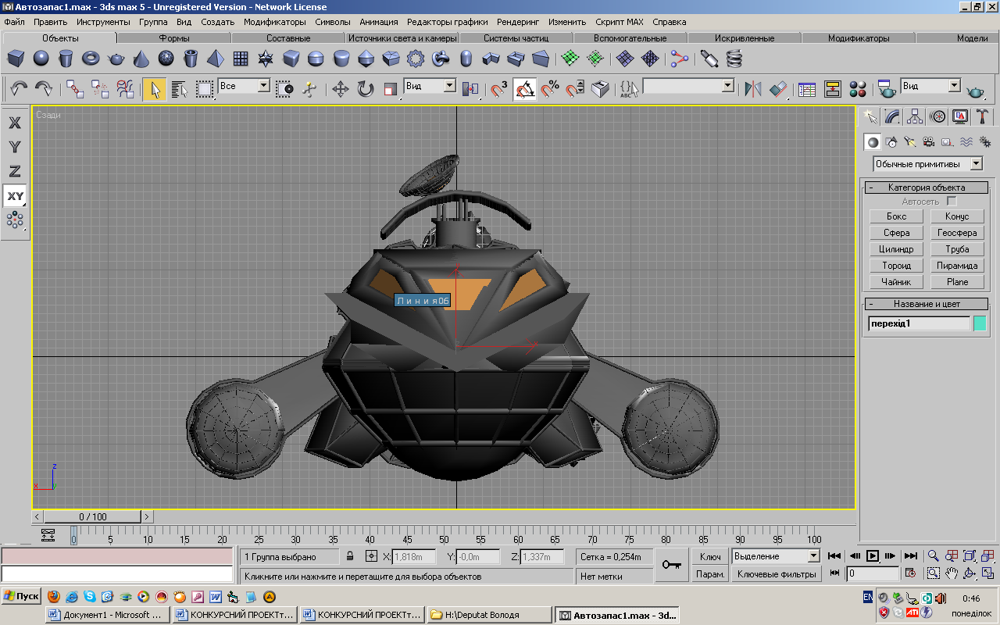 Автозапас1.max - 3ds max 5 - Unregistered Version - Network License
Файл Править Инструменты Группа Вид Создать Модификаторы Символы Анимация Редакторы графики Рендеринг Изменить Скрипт MAX Справка
Объекты Формы Составные Источники света и камеры Системы частиц Вспомогательные Искривленные Модификаторы Модели
Все Вид 3 % ABC Вид
X
Y
Z
XY
Сзади
Линия06
z
x
Обычные примитивы
- Категория объекта
Автосеть
Бокс Конус
Сфера Геосфера
Цилиндр Труба
Тороид Пирамида
Чайник Plane
- Название и цвет
перехід1
< 0 / 100 >
0 5 10 15 20 25 30 35 40 45 50 55 60 65 70 75 80 85 90 95 100
1 Группа выбрано X: 1,818m Y: -0,0m Z: 1,337m Сетка = 0,254m Ключ Выделение
Кликните или нажмите и перетащите для выбора объектов Нет метки Парам. Ключевые фильтры 0
Пуск EN 0:46
Документ1 - Microsoft ... КОНКУРСНИЙ ПРОЕКТт... КОНКУРСНИЙ ПРОЕКТт... H:\Deputat Володя Автозапас1.max - 3d... ATI понеділок